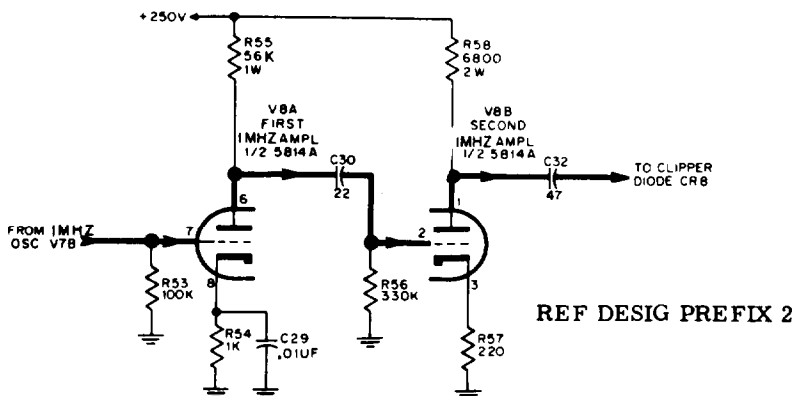 +250V
R55
56K
1W
R58
6800
2W
V8A
FIRST
1MHZ AMPL
1/2 5814A
V8B
SECOND
1MHZ AMPL
1/2 5814A
C30
22
C32
47
TO CLIPPER
DIODE CR8
6
1
FROM 1MHZ
OSC V7B
7
2
8
3
R53
100K
R54
1K
C29
.01UF
R56
330K
R57
220
REF DESIG PREFIX 2